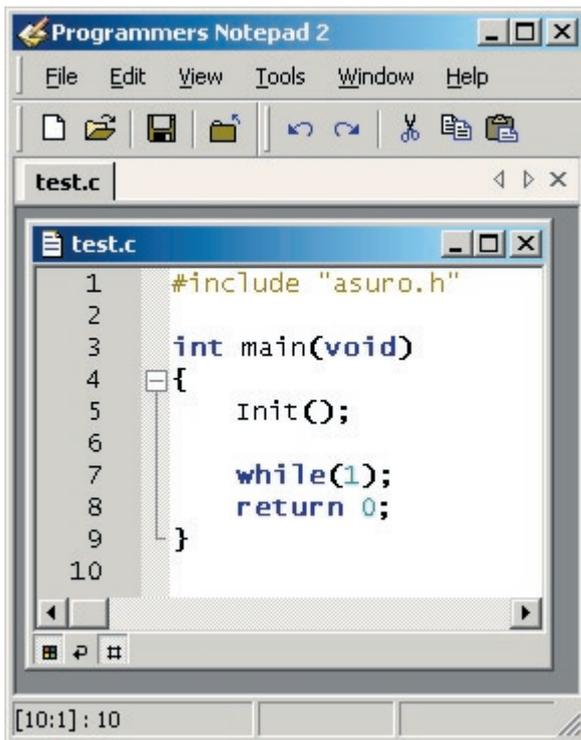 Programmers Notepad 2
File Edit View Tools Window Help
test.c
test.c
1 #include "asuro.h"
2
3 int main(void)
4 {
5 Init();
6
7 while(1);
8 return 0;
9 }
10
[10:1] : 10